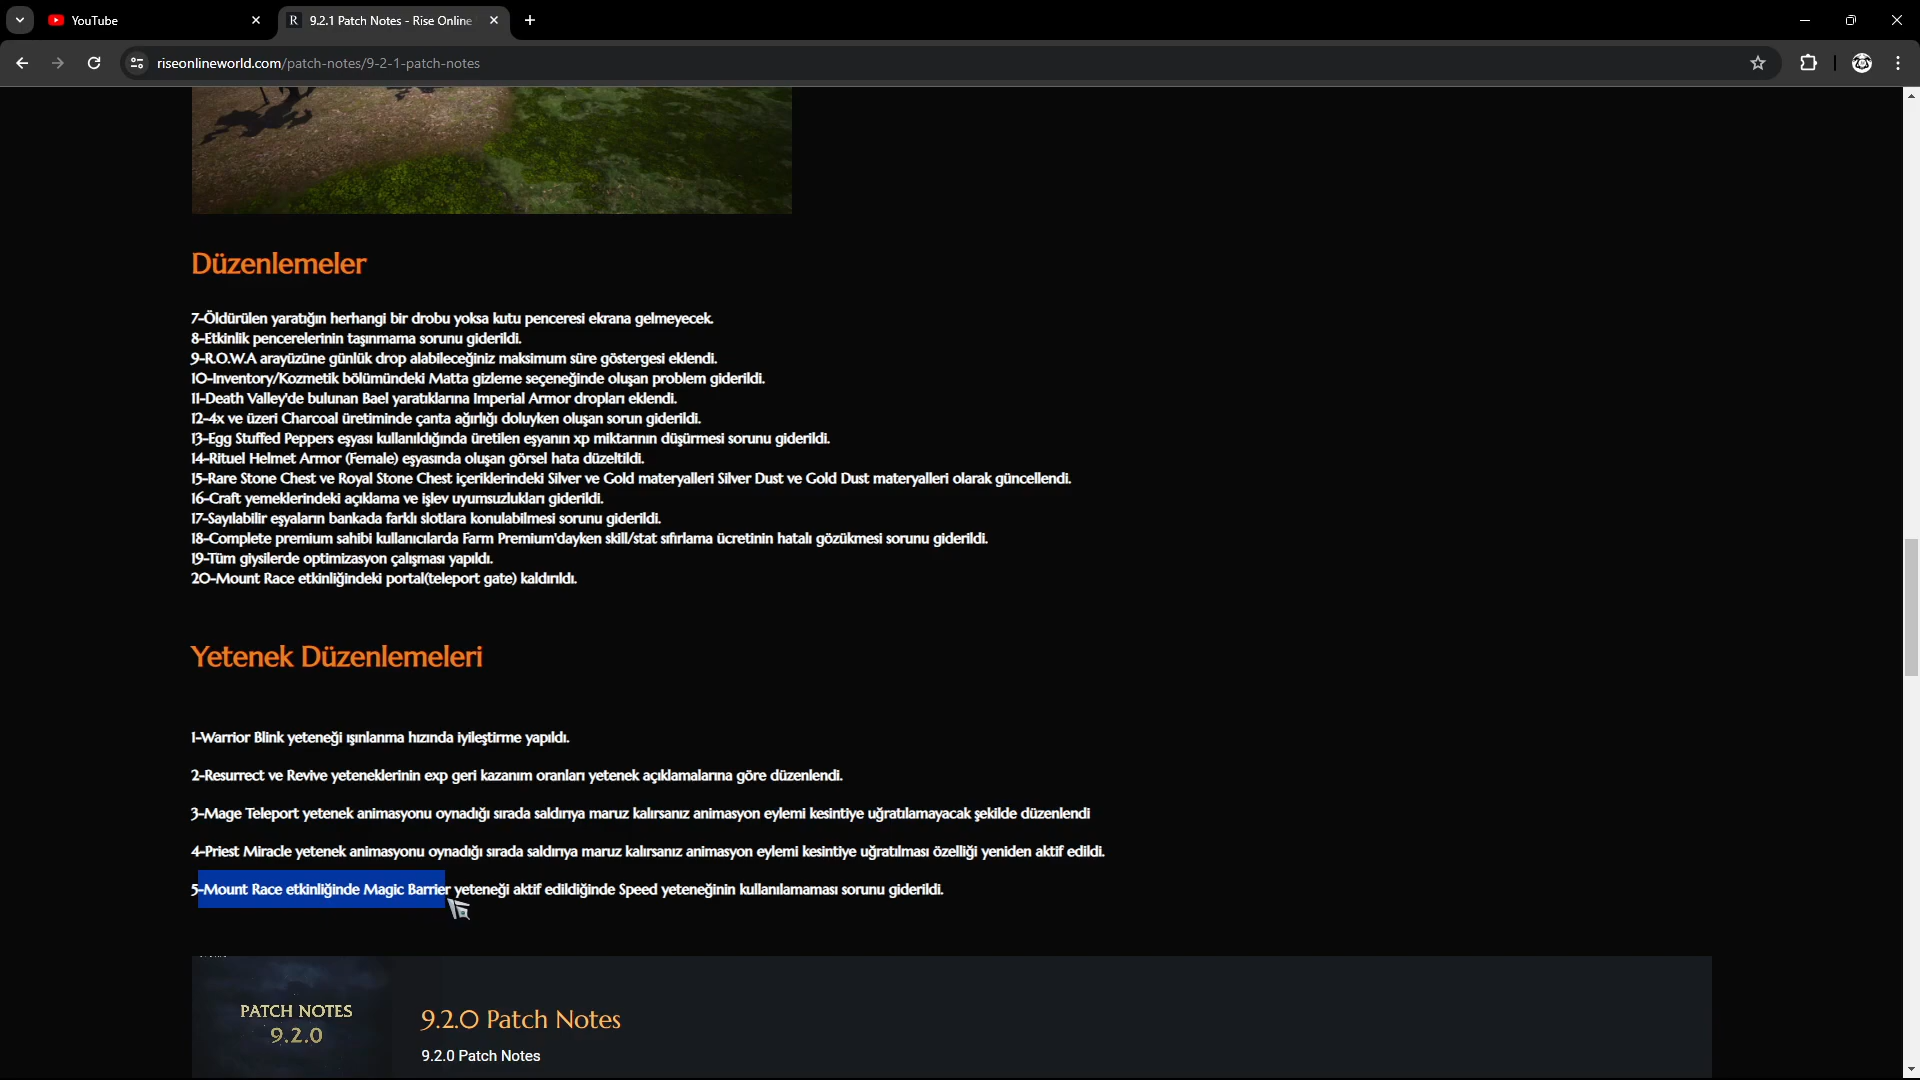 YouTube
R 9.2.1 Patch Notes - Rise Online
riseonlineworld.com/patch-notes/9-2-1-patch-notes
Düzenlemeler
7-Öldürülen yaratığın herhangi bir drobu yoksa kutu penceresi ekrana gelmeyecek.
8-Etkinlik pencerelerinin taşınmama sorunu giderildi.
9-R.O.W.A arayüzüne günlük drop alabileceğiniz maksimum süre göstergesi eklendi.
10-Inventory/Kozmetik bölümündeki Matta gizleme seçeneğinde oluşan problem giderildi.
11-Death Valley'de bulunan Bael yaratıklarına Imperial Armor dropları eklendi.
12-4x ve üzeri Charcoal üretiminde çanta ağırlığı doluyken oluşan sorun giderildi.
13-Egg Stuffed Peppers eşyası kullanıldığında üretilen eşyanın xp miktarının düşürmesi sorunu giderildi.
14-Rituel Helmet Armor (Female) eşyasında oluşan görsel hata düzeltildi.
15-Rare Stone Chest ve Royal Stone Chest içeriklerindeki Silver ve Gold materyalleri Silver Dust ve Gold Dust materyalleri olarak güncellendi.
16-Craft yemeklerindeki açıklama ve işlev uyumsuzlukları giderildi.
17-Sayılabilir eşyaların bankada farklı slotlara konulabilmesi sorunu giderildi.
18-Complete premium sahibi kullanıcılarda Farm Premium'dayken skill/stat sıfırlama ücretinin hatalı gözükmesi sorunu giderildi.
19-Tüm giysilerde optimizasyon çalışması yapıldı.
20-Mount Race etkinliğindeki portal(teleport gate) kaldırıldı.
Yetenek Düzenlemeleri
1-Warrior Blink yeteneği ışınlanma hızında iyileştirme yapıldı.
2-Resurrect ve Revive yeteneklerinin exp geri kazanım oranları yetenek açıklamalarına göre düzenlendi.
3-Mage Teleport yetenek animasyonu oynadığı sırada saldırıya maruz kalırsanız animasyon eylemi kesintiye uğratılamayacak şekilde düzenlendi
4-Priest Miracle yetenek animasyonu oynadığı sırada saldırıya maruz kalırsanız animasyon eylemi kesintiye uğratılması özelliği yeniden aktif edildi.
5-Mount Race etkinliğinde Magic Barrier yeteneği aktif edildiğinde Speed yeteneğinin kullanılamaması sorunu giderildi.
PATCH NOTES
9.2.0
9.2.0 Patch Notes
9.2.0 Patch Notes